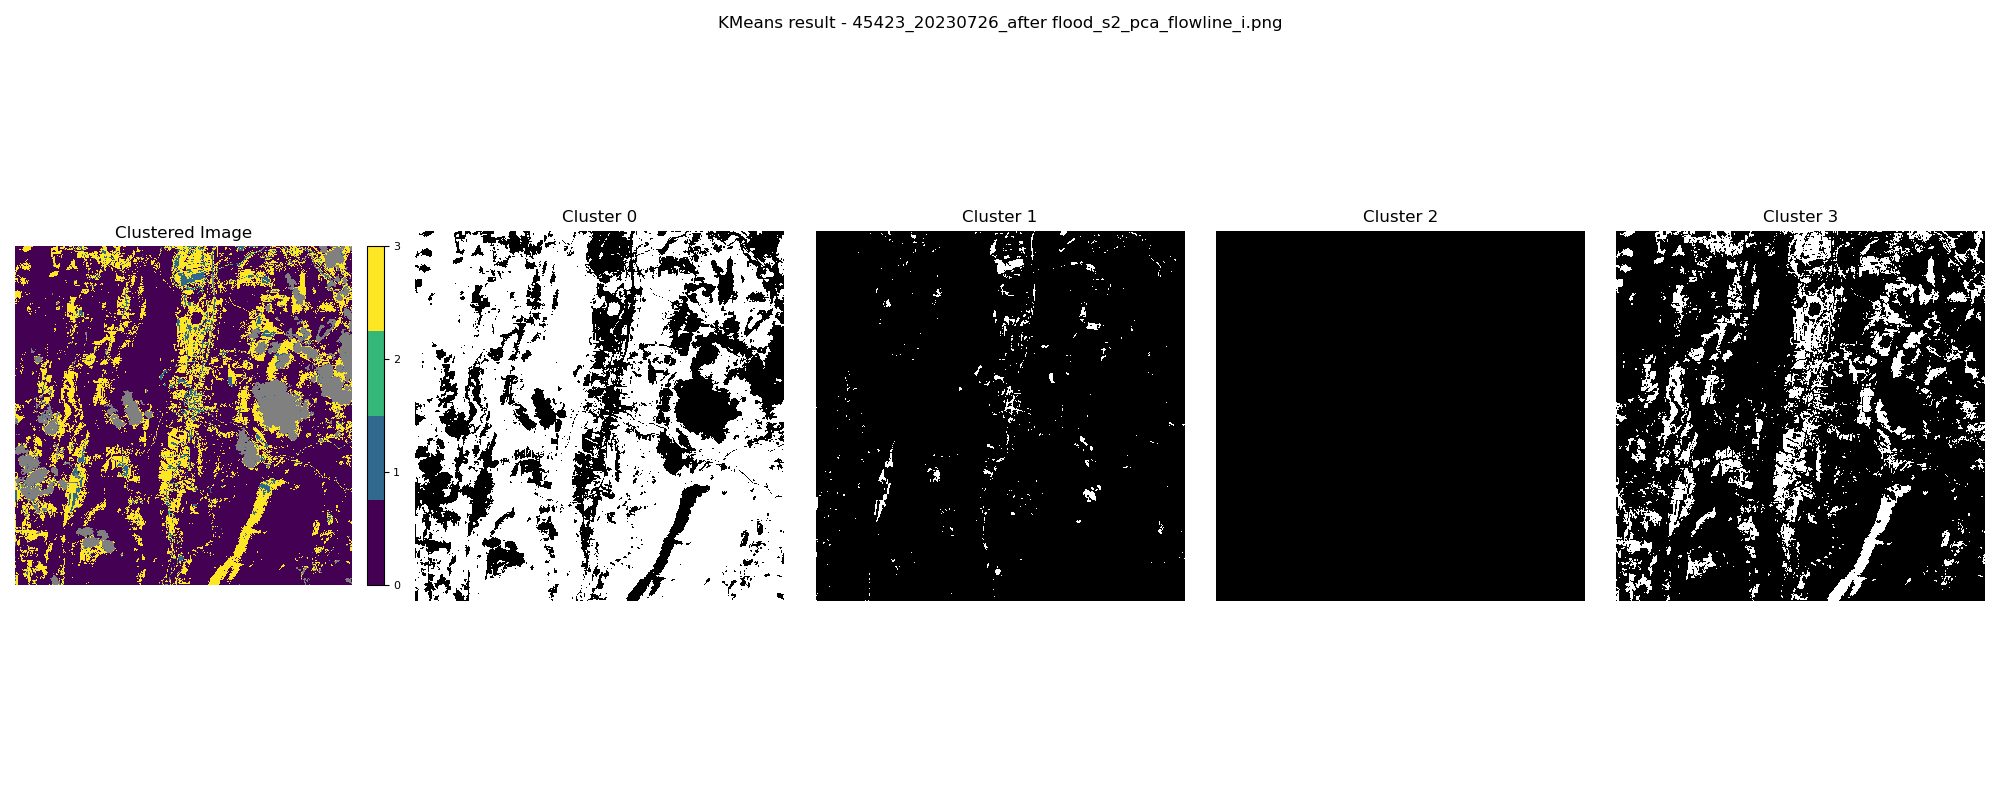 KMeans result - 45423_20230726_after flood_s2_pca_flowline_i.png
Clustered Image
Cluster 0
Cluster 1
Cluster 2
Cluster 3
3
2
1
0